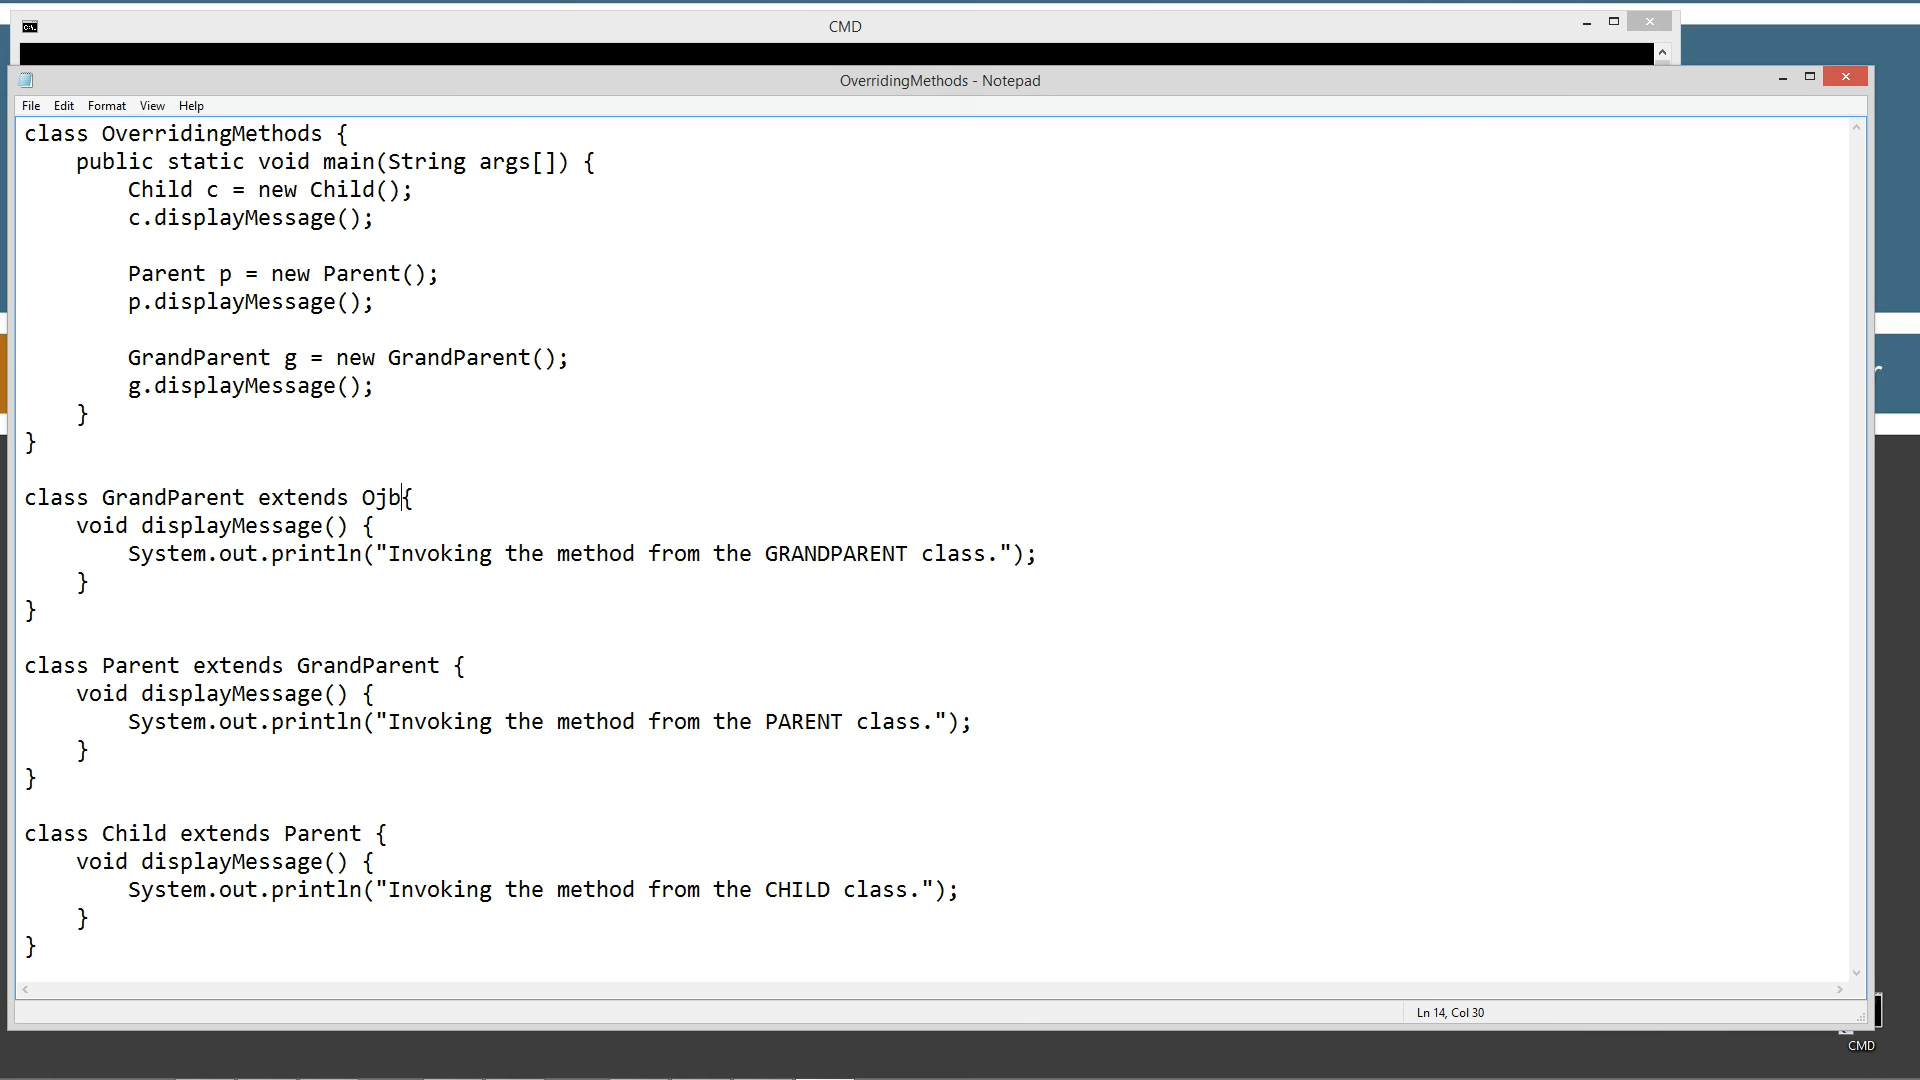 CMD
OverridingMethods - Notepad
File Edit Format View Help
class OverridingMethods {
    public static void main(String args[]) {
        Child c = new Child();
        c.displayMessage();

        Parent p = new Parent();
        p.displayMessage();

        GrandParent g = new GrandParent();
        g.displayMessage();
    }
}

class GrandParent extends Ojb{
    void displayMessage() {
        System.out.println("Invoking the method from the GRANDPARENT class.");
    }
}

class Parent extends GrandParent {
    void displayMessage() {
        System.out.println("Invoking the method from the PARENT class.");
    }
}

class Child extends Parent {
    void displayMessage() {
        System.out.println("Invoking the method from the CHILD class.");
    }
}
Ln 14, Col 30
CMD